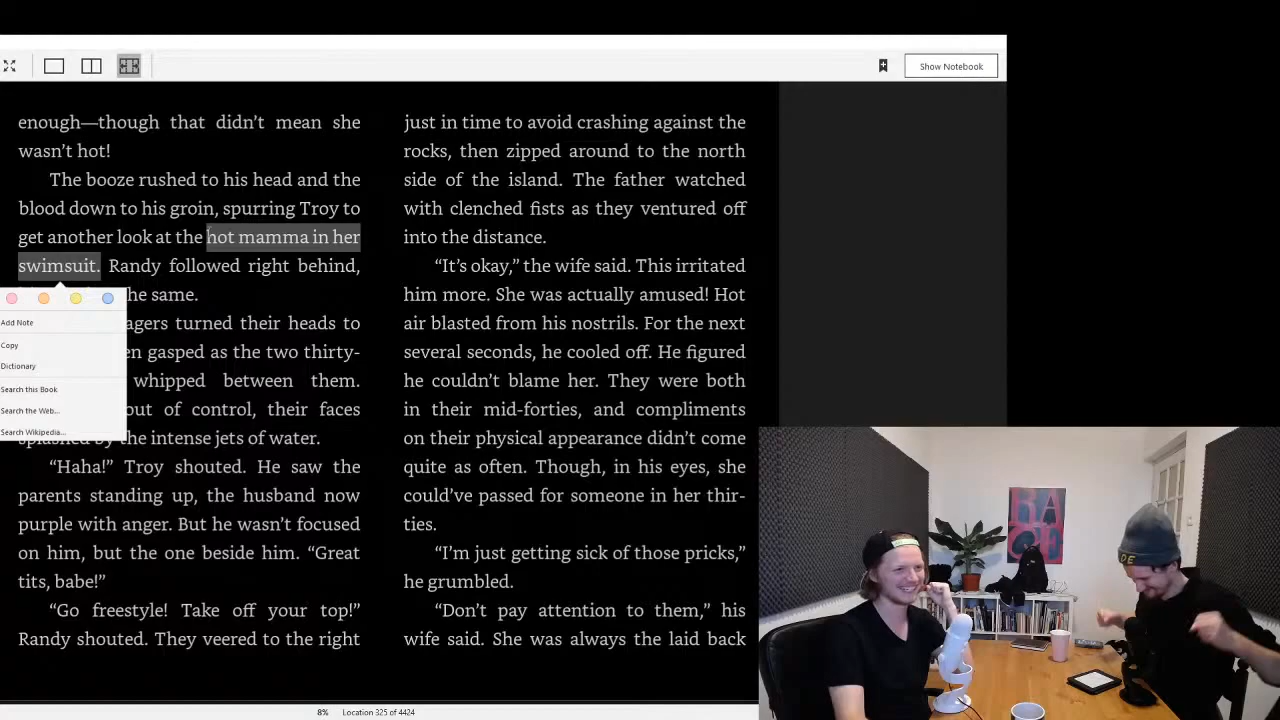 Show Notebook
enough—though that didn't mean she
wasn't hot!
The booze rushed to his head and the
blood down to his groin, spurring Troy to
get another look at the hot mamma in her
swimsuit. Randy followed right behind,
he same.
Add Note
Copy
Dictionary
Search this Book
Search the Web...
Search Wikipedia...
agers turned their heads to
en gasped as the two thirty-
whipped between them.
out of control, their faces
splashed by the intense jets of water.
“Haha!” Troy shouted. He saw the
parents standing up, the husband now
purple with anger. But he wasn't focused
on him, but the one beside him. “Great
tits, babe!”
“Go freestyle! Take off your top!”
Randy shouted. They veered to the right
just in time to avoid crashing against the
rocks, then zipped around to the north
side of the island. The father watched
with clenched fists as they ventured off
into the distance.
“It's okay,” the wife said. This irritated
him more. She was actually amused! Hot
air blasted from his nostrils. For the next
several seconds, he cooled off. He figured
he couldn't blame her. They were both
in their mid-forties, and compliments
on their physical appearance didn't come
quite as often. Though, in his eyes, she
could've passed for someone in her thir-
ties.
“I'm just getting sick of those pricks,”
he grumbled.
“Don't pay attention to them,” his
wife said. She was always the laid back
8% Location 325 of 4424
RA
GE
DE